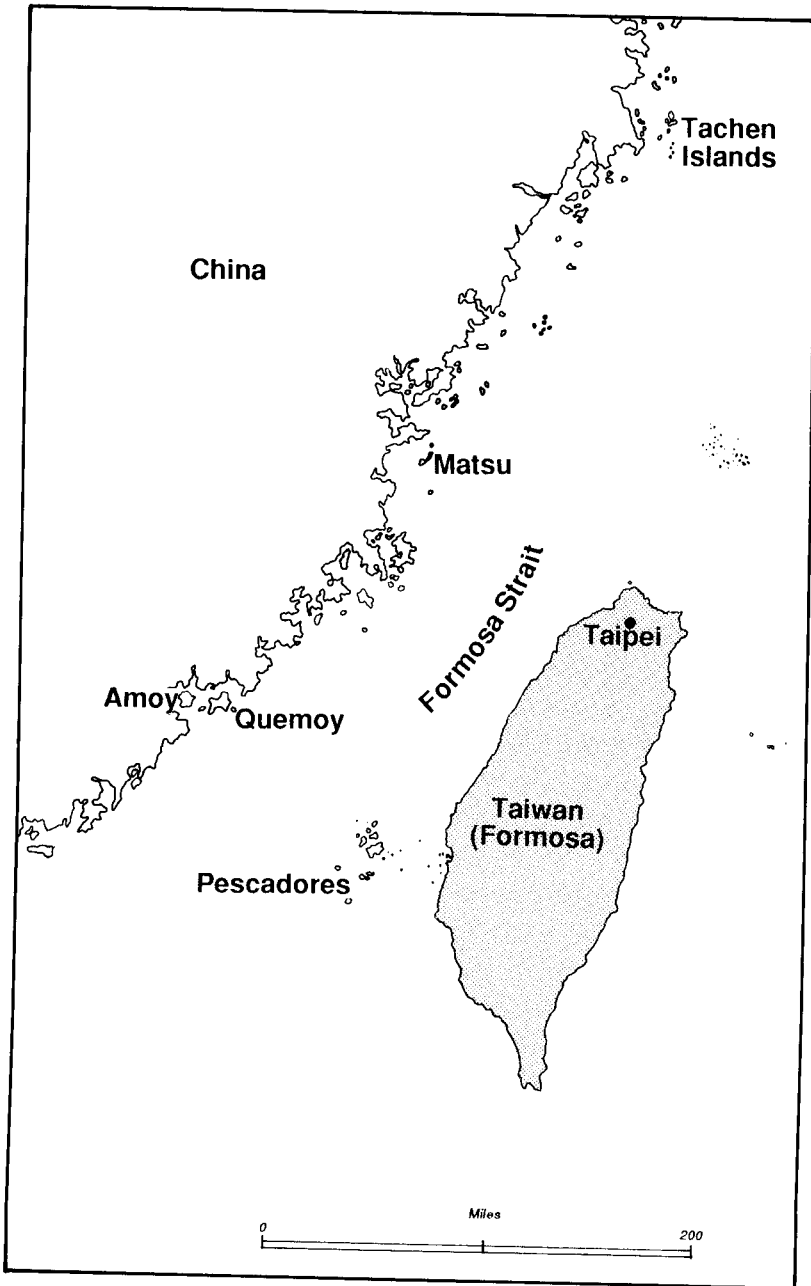 Tachen
Islands
China
Matsu
Formosa Strait
Taipei
Amoy
Quemoy
Taiwan
(Formosa)
Pescadores
Miles
0
200